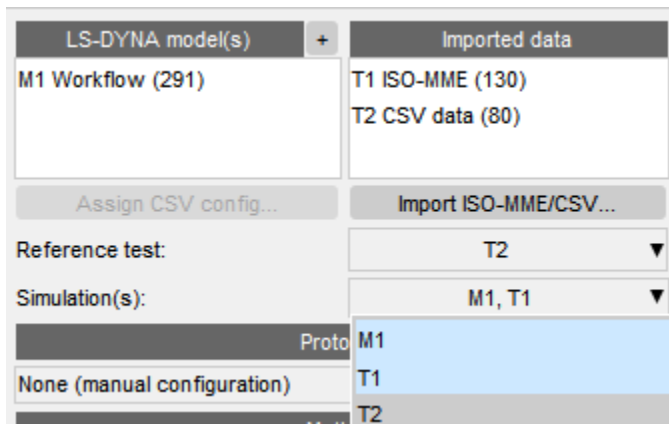 LS-DYNA model(s) + Imported data
M1 Workflow (291) T1 ISO-MME (130)
T2 CSV data (80)
Assign CSV config... Import ISO-MME/CSV...
Reference test: T2 ▼
Simulation(s): M1, T1 ▼
Proto M1
None (manual configuration) T1
T2